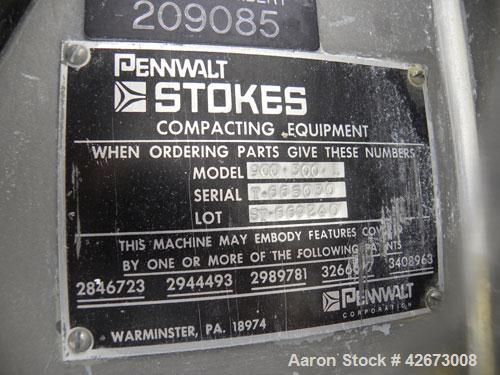 209085
PENNWALT
STOKES
COMPACTING EQUIPMENT
WHEN ORDERING PARTS GIVE THESE NUMBERS
MODEL
SERIAL
LOT
THIS MACHINE MAY EMBODY FEATURES
BY ONE OR MORE OF THE FOLLOWING PATENTS
2846723 2944493 2989781 3408963
PENNWALT
CORPORATION
WARMINSTER, PA. 18974
Aaron Stock # 42673008